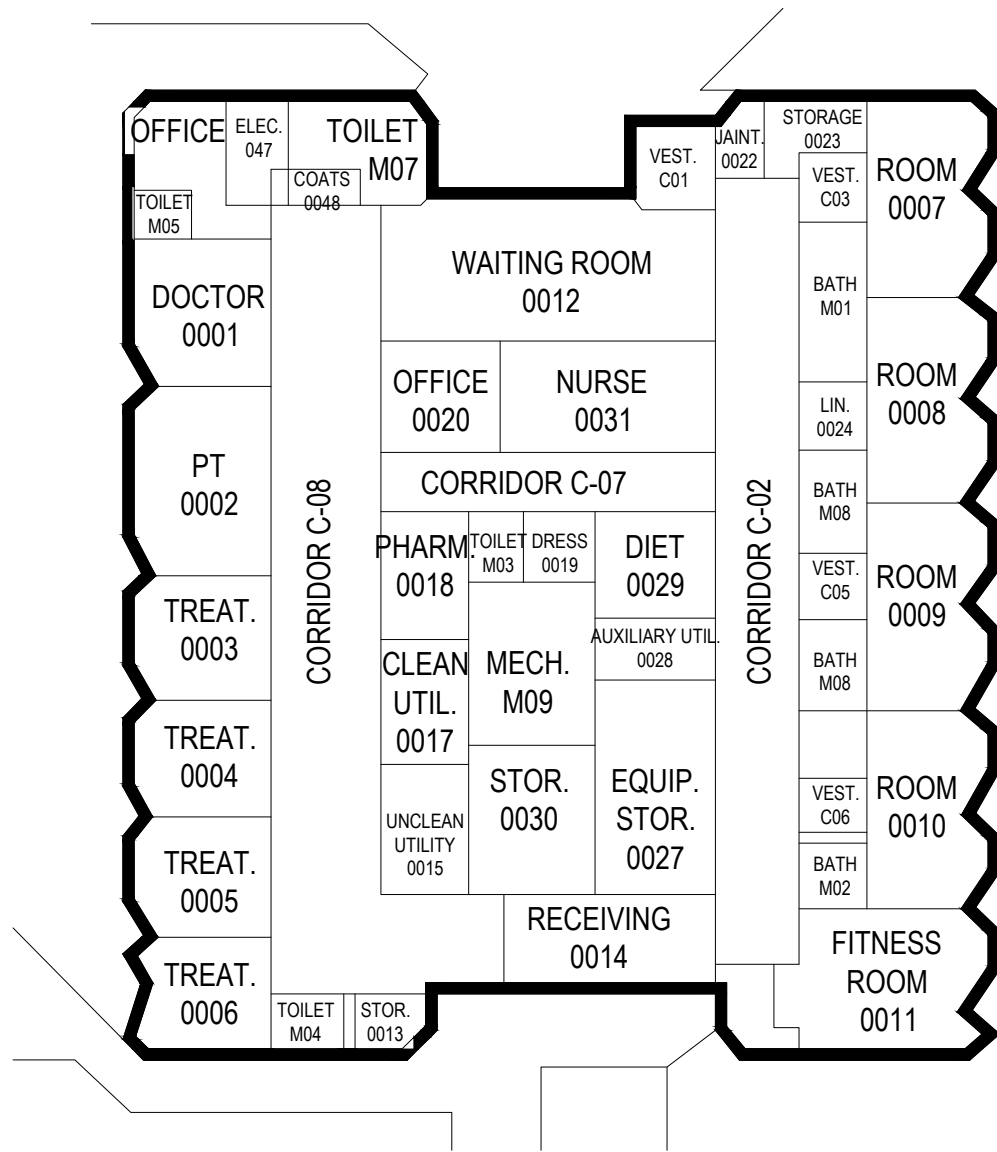 OFFICE
ELEC.
047
TOILET
M07
COATS
0048
TOILET
M05
VEST.
C01
JAINT.
0022
STORAGE
0023
VEST.
C03
ROOM
0007
DOCTOR
0001
WAITING ROOM
0012
BATH
M01
OFFICE
0020
NURSE
0031
LIN.
0024
ROOM
0008
PT
0002
CORRIDOR C-08
CORRIDOR C-07
CORRIDOR C-02
BATH
M08
PHARM.
0018
TOILET
M03
DRESS
0019
DIET
0029
VEST.
C05
ROOM
0009
TREAT.
0003
AUXILIARY UTIL.
0028
CLEAN
UTIL.
0017
MECH.
M09
BATH
M08
TREAT.
0004
STOR.
0030
EQUIP.
STOR.
0027
VEST.
C06
ROOM
0010
UNCLEAN
UTILITY
0015
TREAT.
0005
BATH
M02
RECEIVING
0014
FITNESS
ROOM
0011
TREAT.
0006
TOILET
M04
STOR.
0013